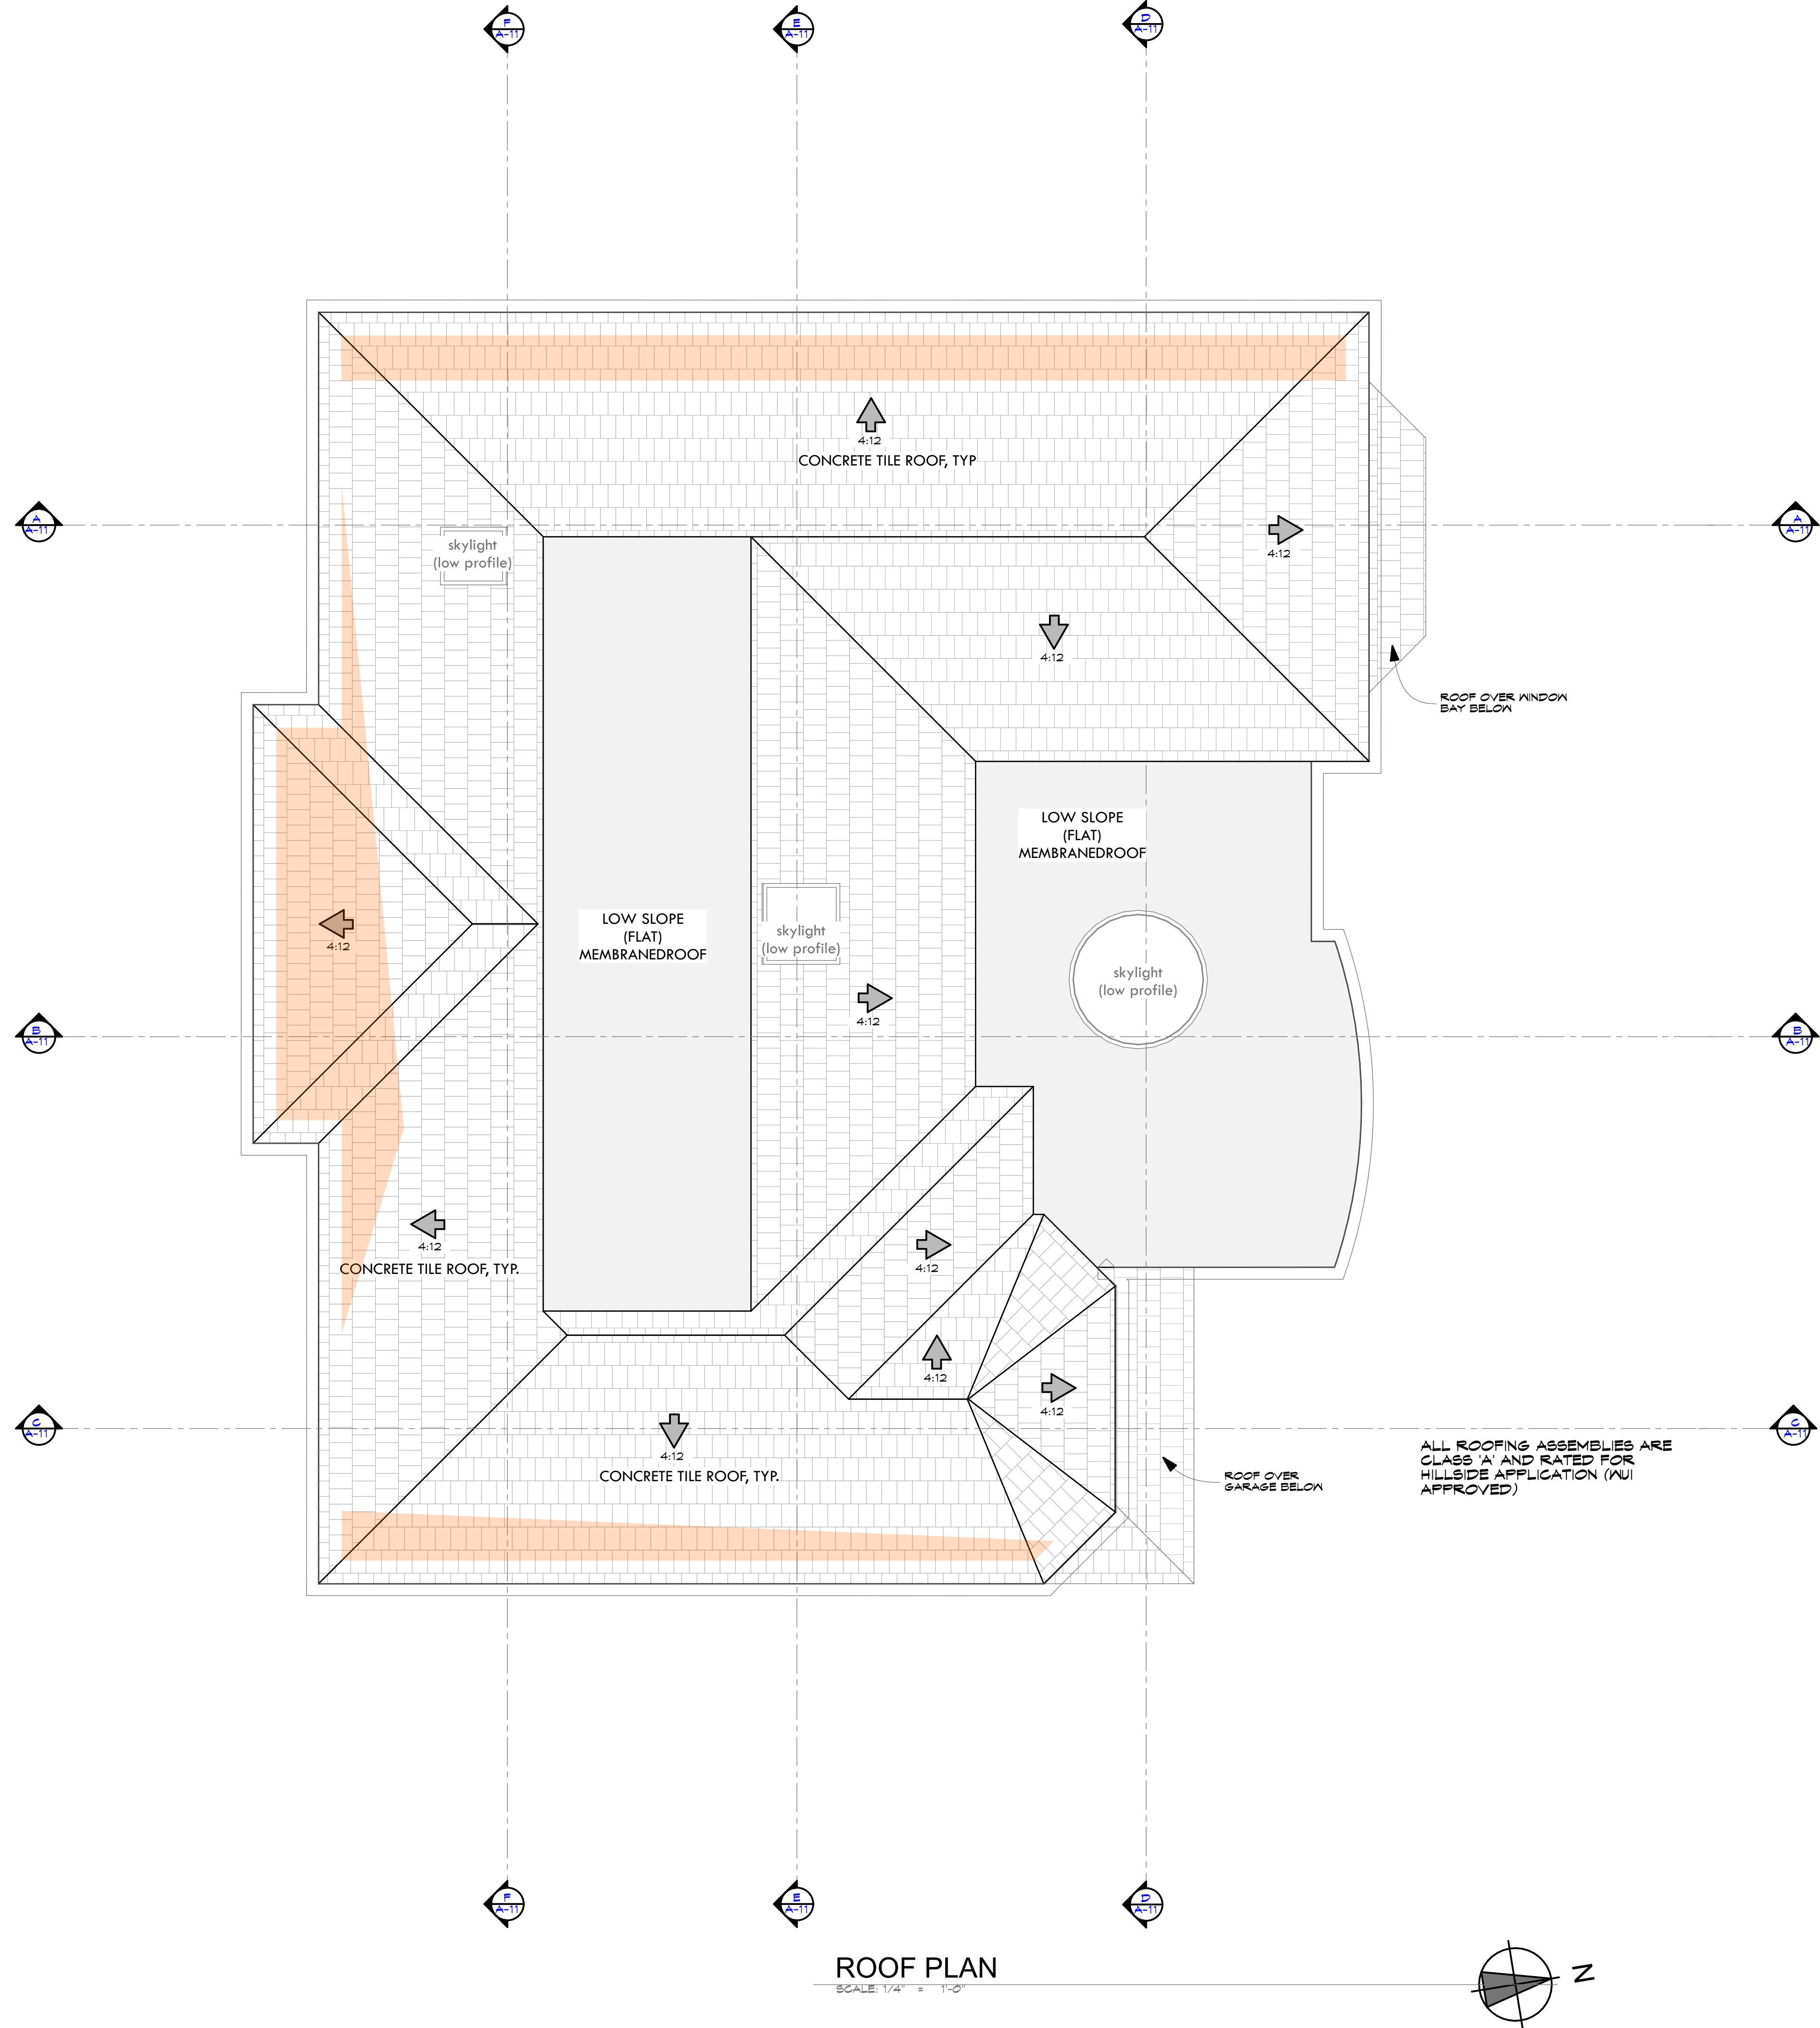 F
A-11
E
A-11
D
A-11
4:12
CONCRETE TILE ROOF, TYP
A
A-11
A
A-11
skylight
(low profile)
4:12
4:12
ROOF OVER WINDOW
BAY BELOW
LOW SLOPE
(FLAT)
MEMBRANEDROOF
LOW SLOPE
(FLAT)
MEMBRANEDROOF
4:12
skylight
(low profile)
skylight
(low profile)
4:12
B
A-11
B
A-11
4:12
CONCRETE TILE ROOF, TYP.
4:12
4:12
4:12
C
A-11
C
A-11
4:12
CONCRETE TILE ROOF, TYP.
ROOF OVER
GARAGE BELOW
ALL ROOFING ASSEMBLIES ARE
CLASS 'A' AND RATED FOR
HILLSIDE APPLICATION (WUI
APPROVED)
F
A-11
E
A-11
D
A-11
ROOF PLAN
SCALE: 1/4" = 1'-0"
N